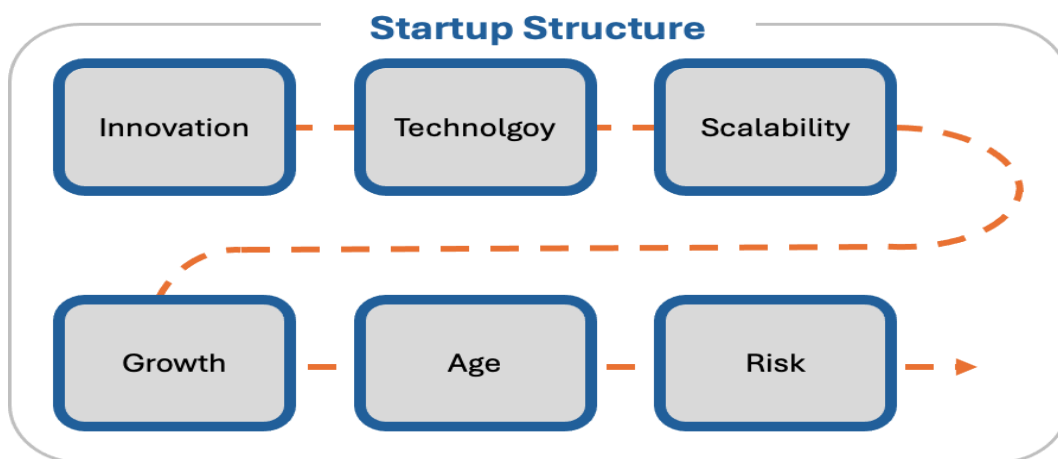 Startup Structure
Innovation
Technolgoy
Scalability
Growth
Age
Risk